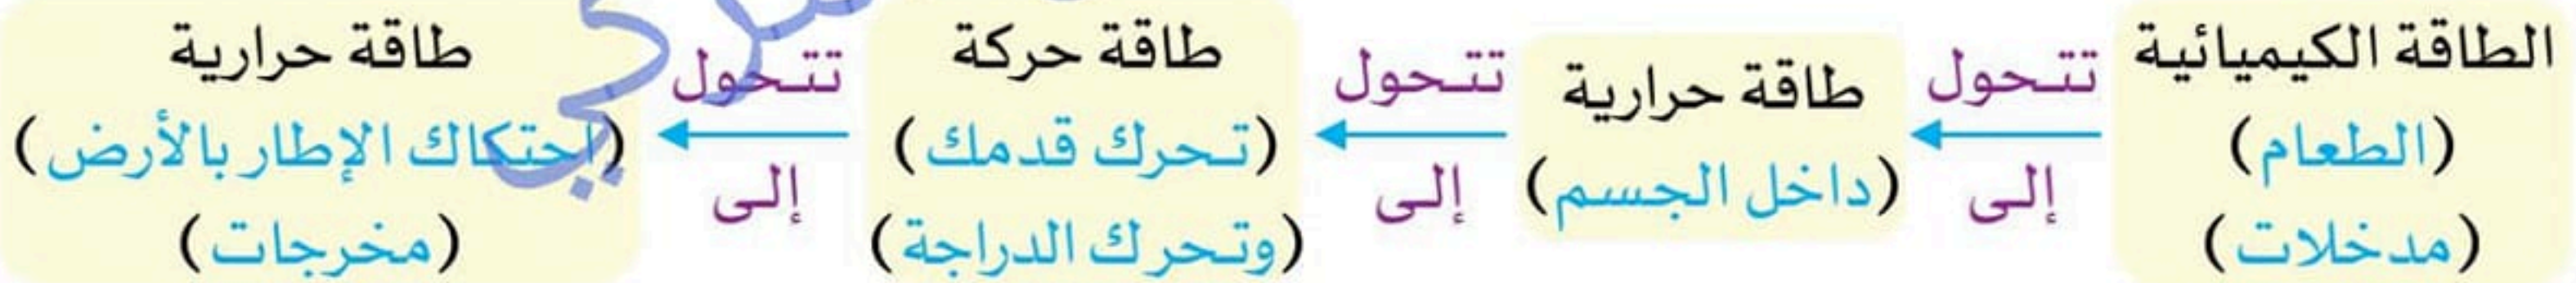 الطاقة الكيميائية
(الطعام)
(مدخلات)
تتحول
إلى
طاقة حرارية
(داخل الجسم)
تتحول
إلى
طاقة حركة
(تحرك قدمك)
(وتحرك الدراجة)
تتحول
إلى
طاقة حرارية
(احتكاك الإطار بالأرض)
(مخرجات)